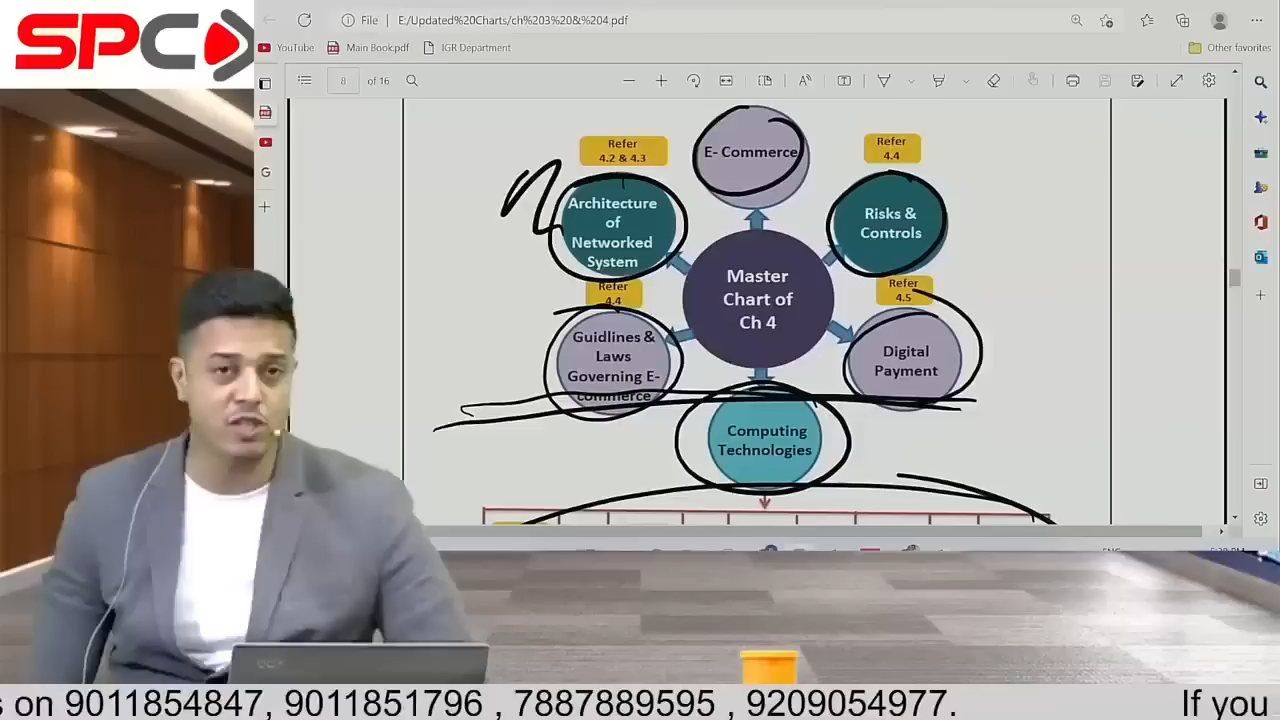 SPC
File
E:/Updated%20Charts/ch%203%20&%204.pdf
YouTube
Main Book.pdf
IGR Department
Other favorites
8 of 16
Refer
4.2 & 4.3
E- Commerce
Refer
4.4
Architecture
of
Networked
System
Risks &
Controls
Master
Chart of
Ch 4
Refer
4.4
Refer
4.5
Guidlines &
Laws
Governing E-
commerce
Digital
Payment
Computing
Technologies
s on 9011854847, 9011851796 , 7887889595 , 9209054977. If you